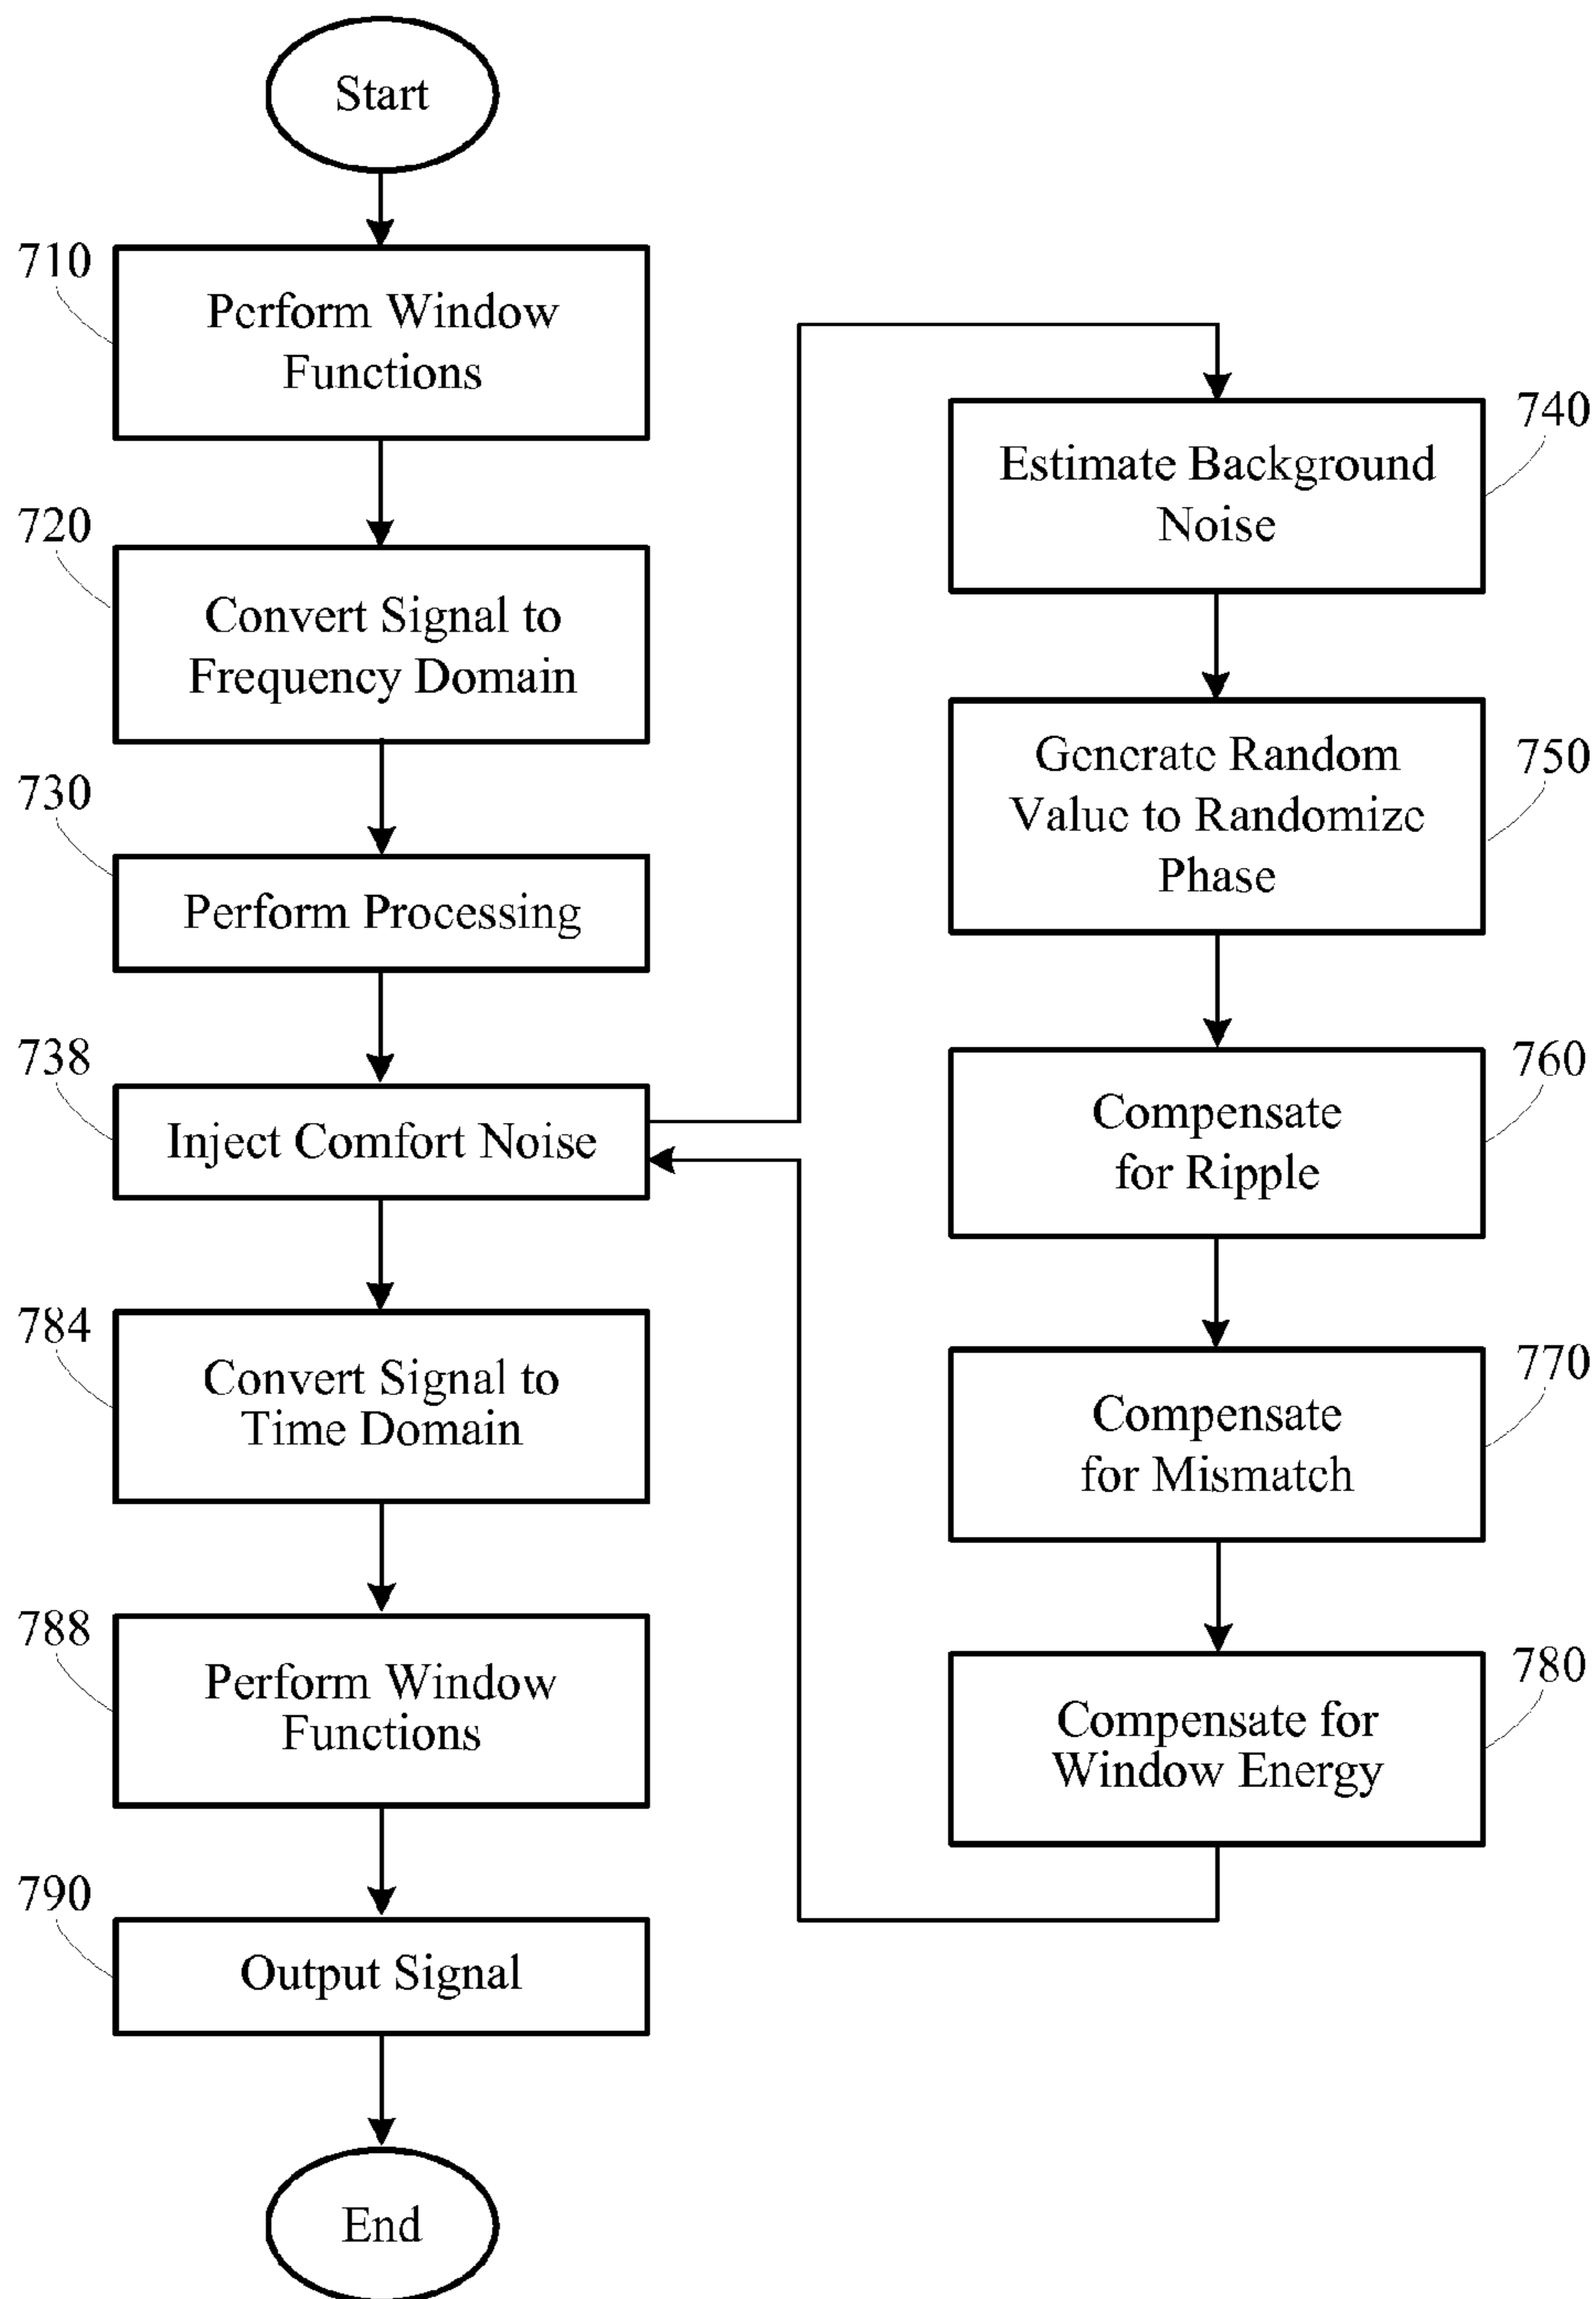 Start
710
Perform Window
Functions
720
Convert Signal to
Frequency Domain
730
Perform Processing
738
Inject Comfort Noise
784
Convert Signal to
Time Domain
788
Perform Window
Functions
790
Output Signal
End
740
Estimate Background
Noise
750
Generate Random
Value to Randomize
Phase
760
Compensate
for Ripple
770
Compensate
for Mismatch
780
Compensate for
Window Energy